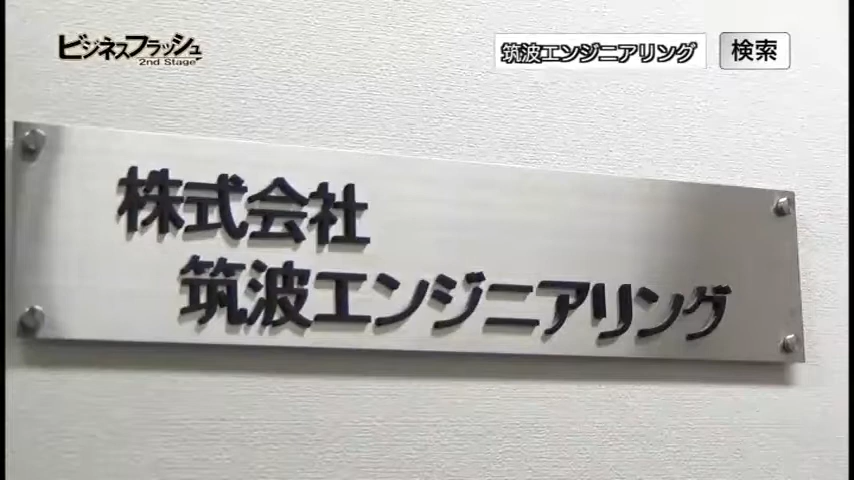 ビジネスフラッシュ
2nd Stage
筑波エンジニアリング 検索
株式会社
筑波エンジニアリング